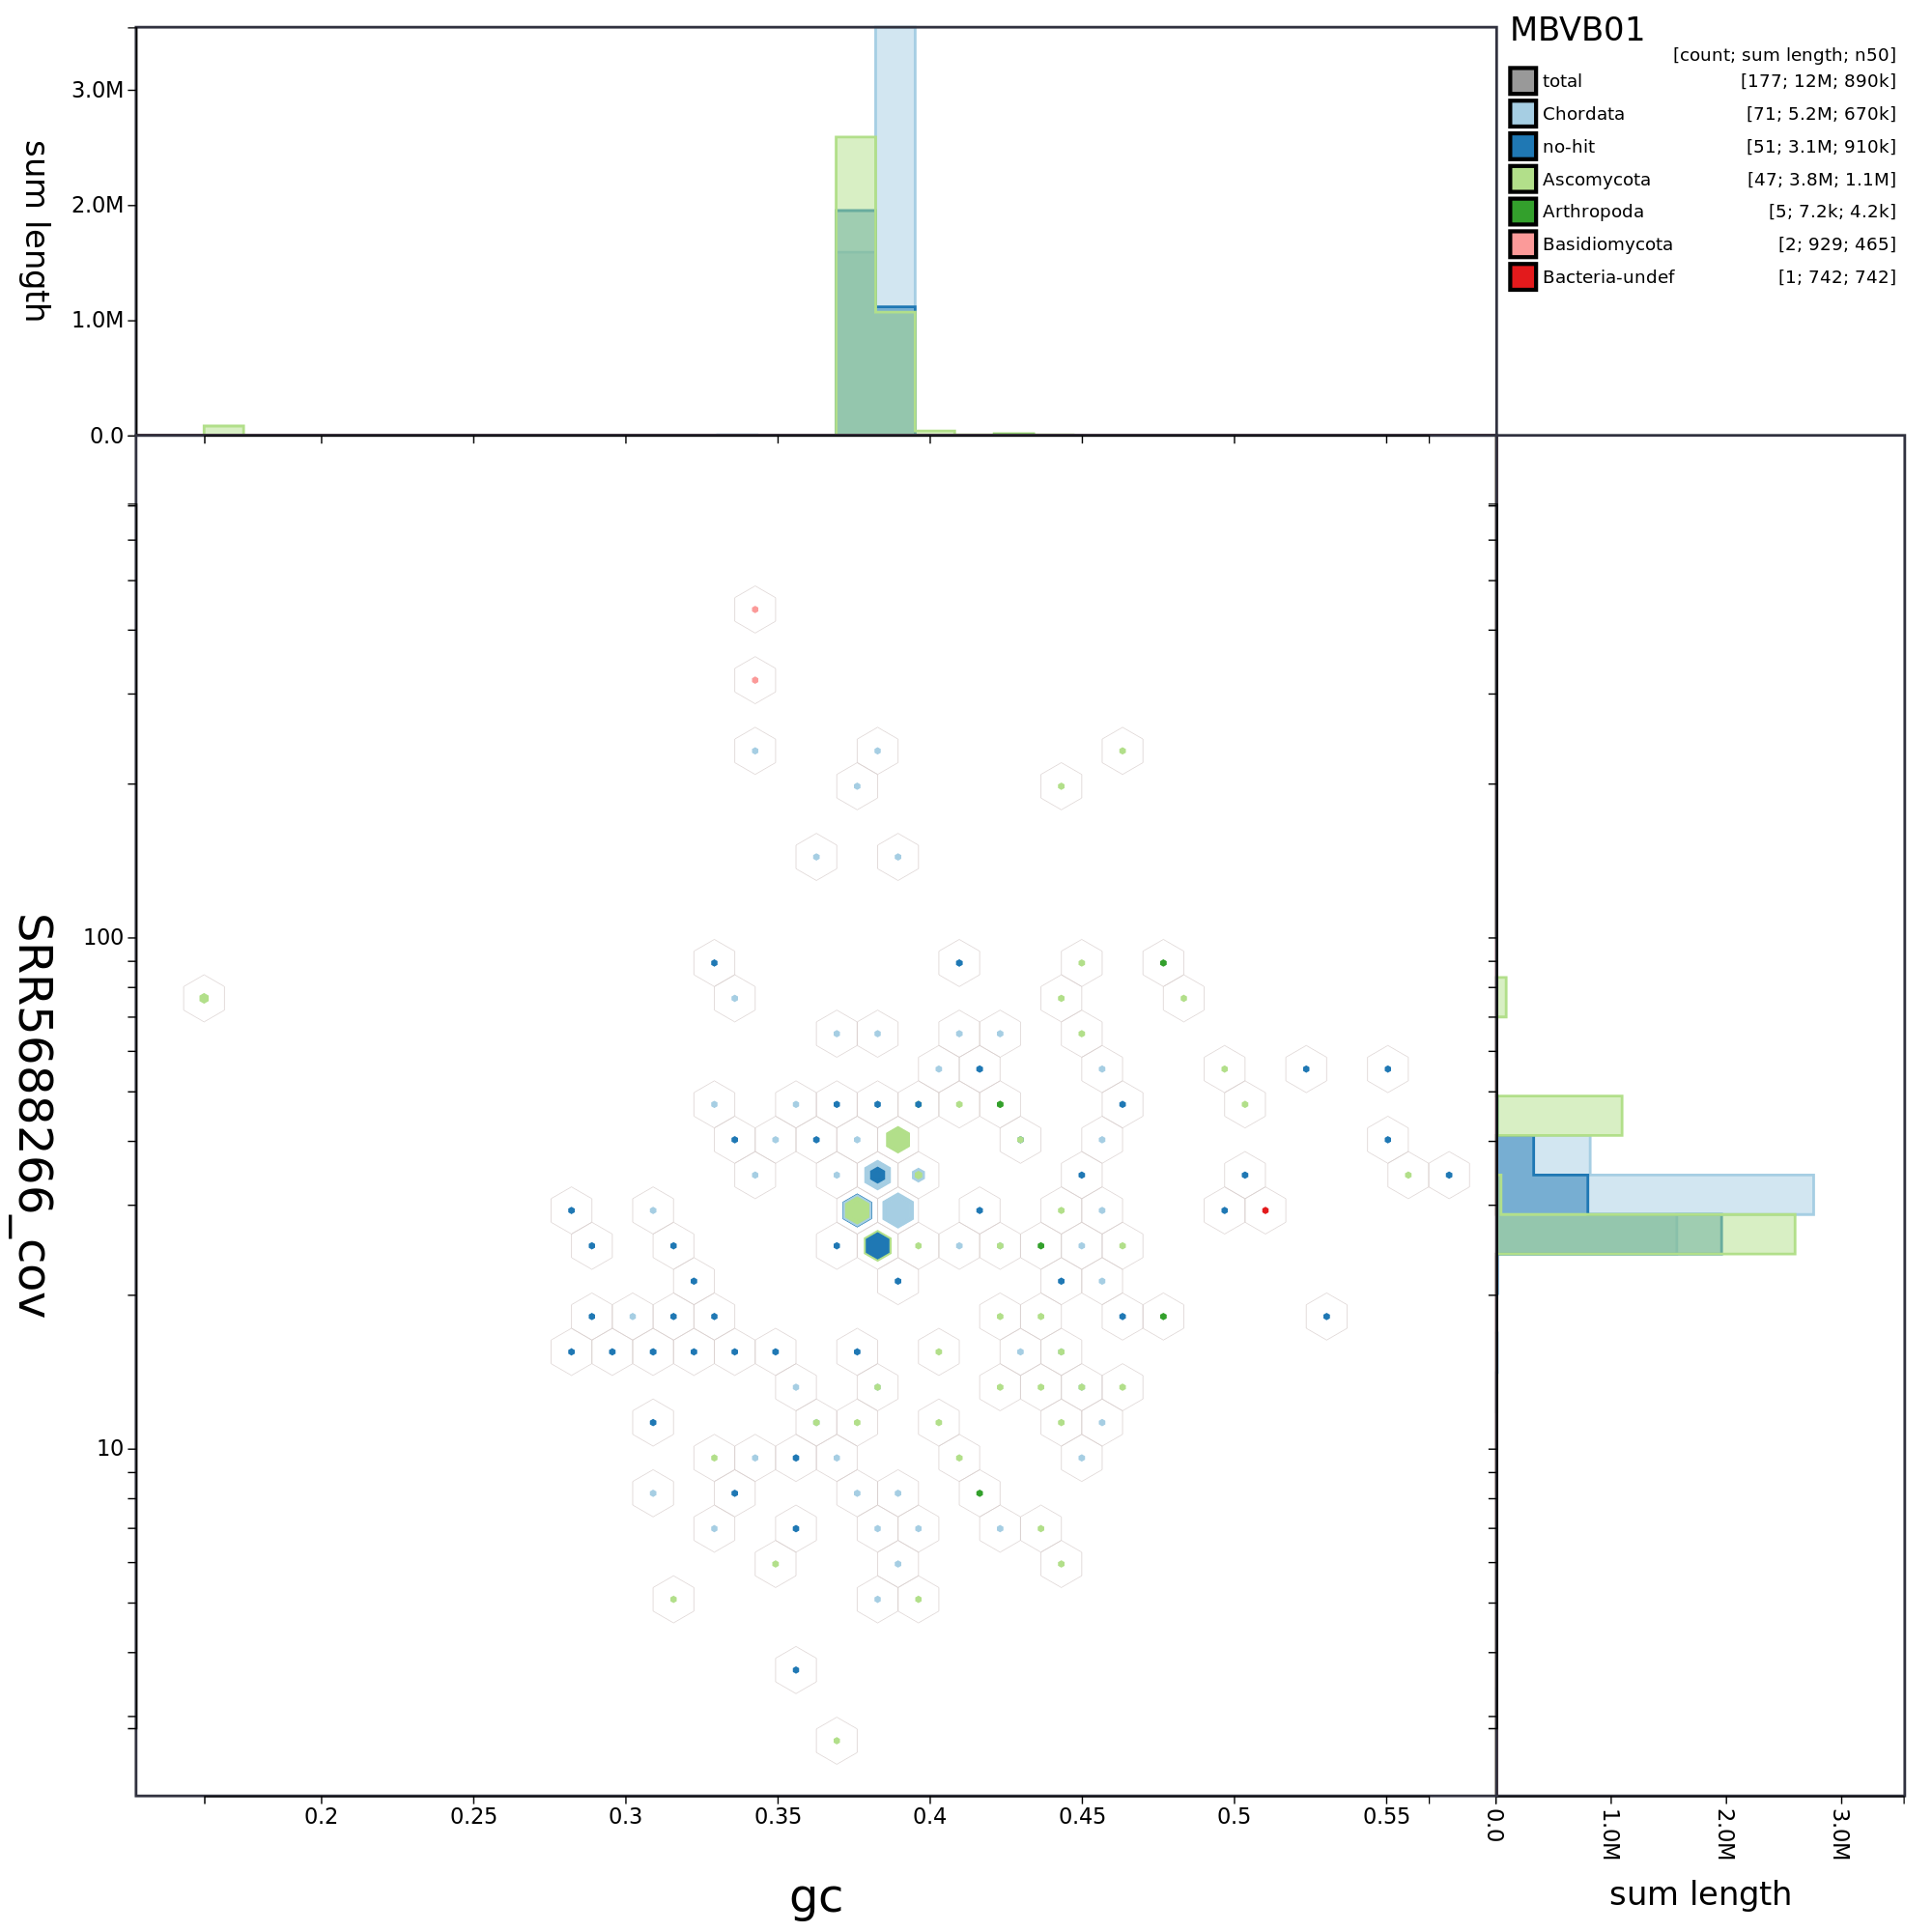 MBVB01
[count; sum length; n50]
total [177; 12M; 890k]
Chordata [71; 5.2M; 670k]
no-hit [51; 3.1M; 910k]
Ascomycota [47; 3.8M; 1.1M]
Arthropoda [5; 7.2k; 4.2k]
Basidiomycota [2; 929; 465]
Bacteria-undef [1; 742; 742]
sum length
3.0M
2.0M
1.0M
0.0
SRR5688266_cov
100
10
0.2 0.25 0.3 0.35 0.4 0.45 0.5 0.55
gc
0.0 1.0M 2.0M 3.0M
sum length